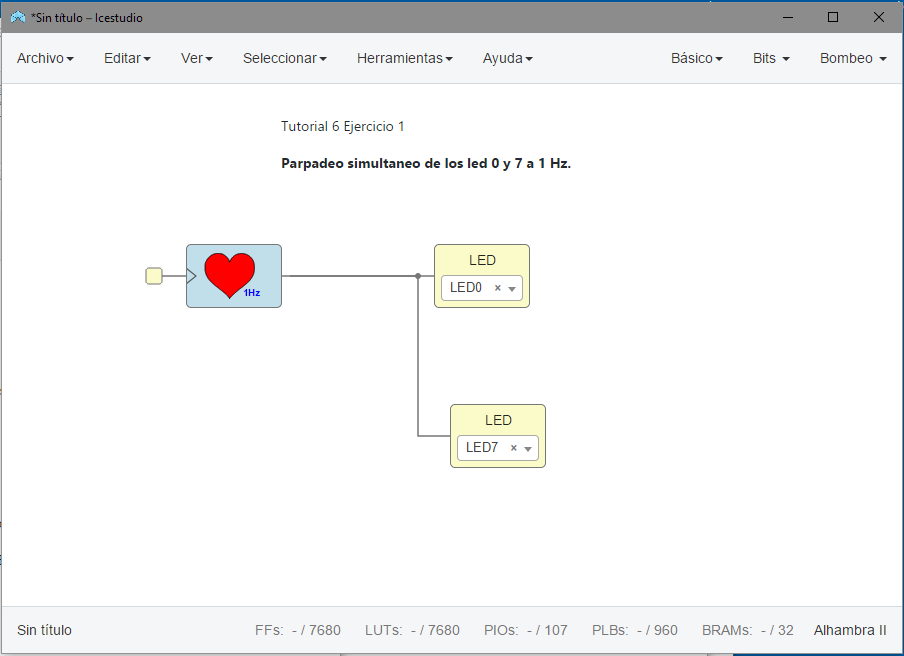 *Sin título – Icestudio
Archivo Editar Ver Seleccionar Herramientas Ayuda Básico Bits Bombeo
Tutorial 6 Ejercicio 1
Parpadeo simultaneo de los led 0 y 7 a 1 Hz.
1Hz
LED
LED0 ×
LED
LED7 ×
Sin título FFs: - / 7680 LUTs: - / 7680 PIOs: - / 107 PLBs: - / 960 BRAMs: - / 32 Alhambra II